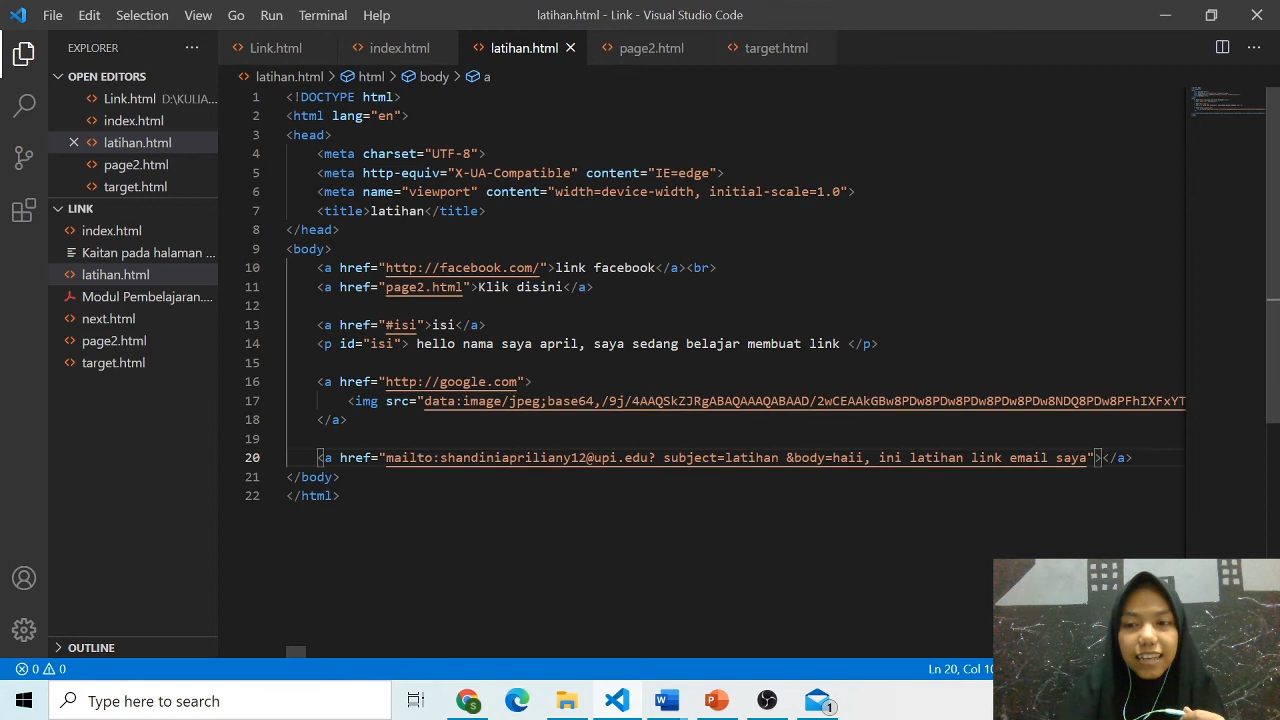 File Edit Selection View Go Run Terminal Help
latihan.html - Link - Visual Studio Code
EXPLORER
Link.html index.html latihan.html page2.html target.html
OPEN EDITORS
Link.html D:\KULIA...
index.html
latihan.html
page2.html
target.html
LINK
index.html
Kaitan pada halaman ...
latihan.html
Modul Pembelajaran....
next.html
page2.html
target.html
OUTLINE
latihan.html > html > body > a
1 <!DOCTYPE html>
2 <html lang="en">
3 <head>
4 <meta charset="UTF-8">
5 <meta http-equiv="X-UA-Compatible" content="IE=edge">
6 <meta name="viewport" content="width=device-width, initial-scale=1.0">
7 <title>latihan</title>
8 </head>
9 <body>
10 <a href="http://facebook.com/">link facebook</a><br>
11 <a href="page2.html">Klik disini</a>
12
13 <a href="#isi">isi</a>
14 <p id="isi"> hello nama saya april, saya sedang belajar membuat link </p>
15
16 <a href="http://google.com">
17 <img src="data:image/jpeg;base64,/9j/4AAQSkZJRgABAQAAAQABAAD/2wCEAAkGBw8PDw8PDw8PDw8PDw8PDw8NDQ8PDw8PFhIXFxYT
18 </a>
19
20 <a href="mailto:shandiniapriliany12@upi.edu? subject=latihan &body=haii, ini latihan link email saya"></a>
21 </body>
22 </html>
0 0
Ln 20, Col 10
Type here to search
1